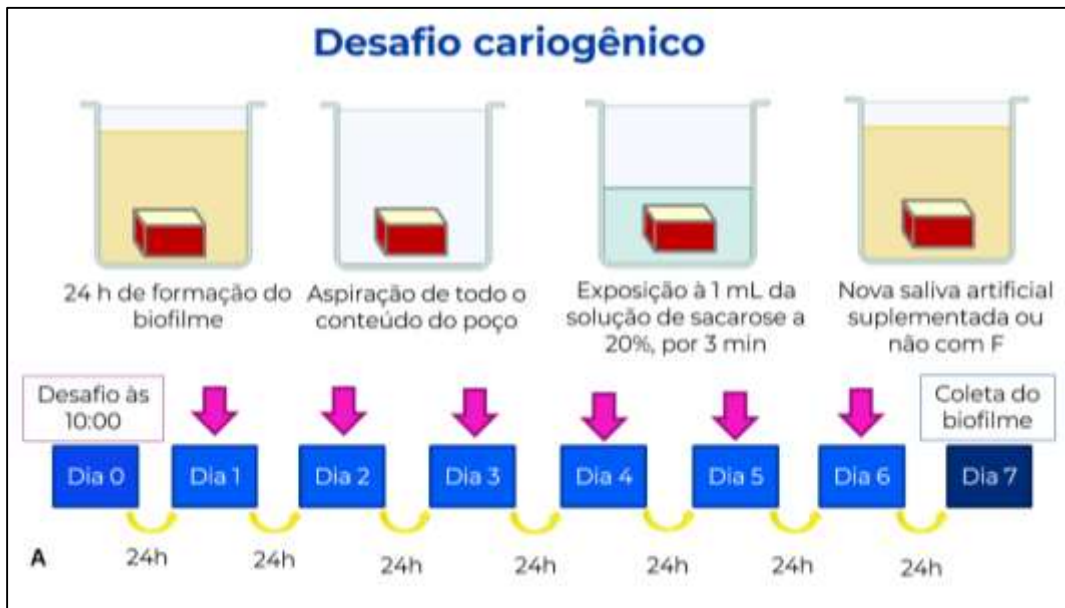 Desafio cariogênico
24 h de formação do
biofilme
Aspiração de todo o
conteúdo do poço
Exposição à 1 mL da
solução de sacarose a
20%, por 3 min
Nova saliva artificial
suplementada ou
não com F
Desafio às
10:00
Coleta do
biofilme
Dia 0
Dia 1
Dia 2
Dia 3
Dia 4
Dia 5
Dia 6
Dia 7
A
24h
24h
24h
24h
24h
24h
24h